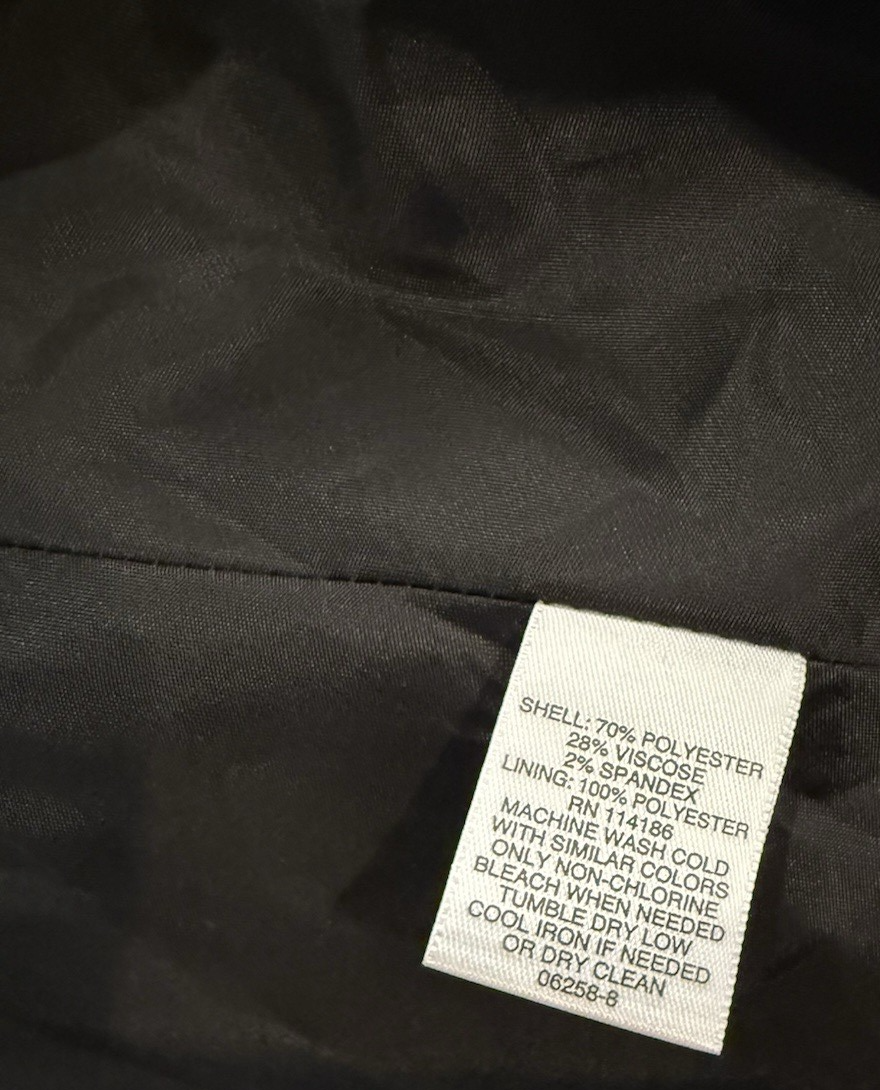 SHELL: 70% POLYESTER
28% VISCOSE
2% SPANDEX
LINING: 100% POLYESTER
RN 114186
MACHINE WASH COLD
WITH SIMILAR COLORS
ONLY NON-CHLORINE
BLEACH WHEN NEEDED
TUMBLE DRY LOW
COOL IRON IF NEEDED
OR DRY CLEAN
06258-8